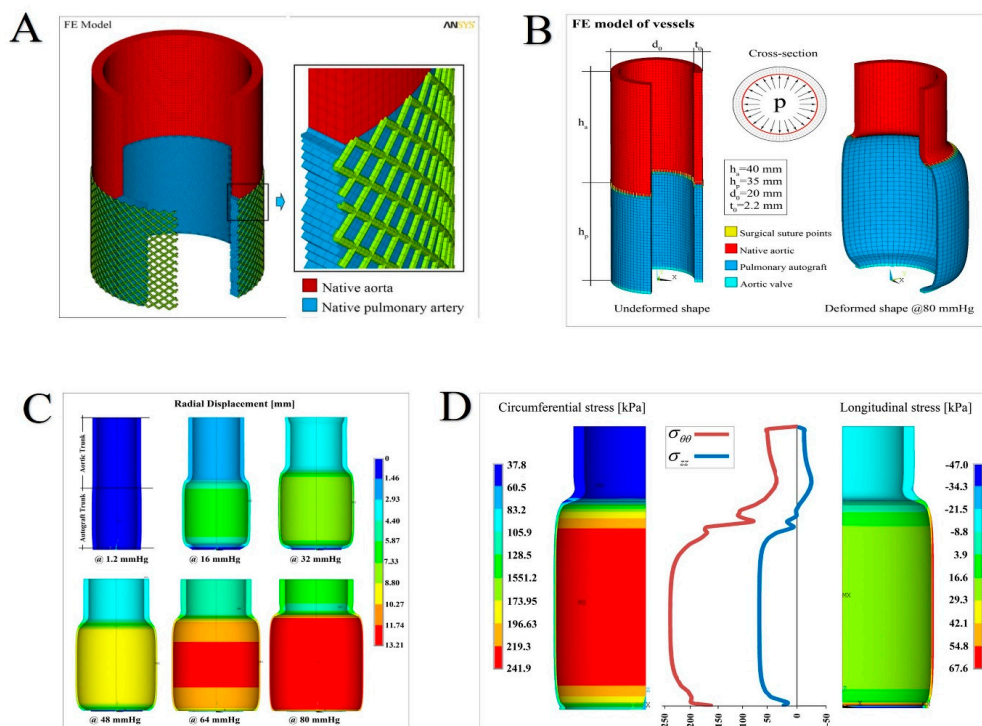 A
FE Model
ANSYS
Native aorta
Native pulmonary artery
B
FE model of vessels
d₀
t₀
Cross-section
p
hₐ
hₚ
hₐ=40 mm
hₚ=35 mm
d₀=20 mm
t₀=2.2 mm
Surgical suture points
Native aortic
Pulmonary autograft
Aortic valve
X
X
Undeformed shape
Deformed shape @80 mmHg
C
Radial Displacement [mm]
Aortic Trunk
Autograft Trunk
@ 1.2 mmHg
@ 16 mmHg
@ 32 mmHg
@ 48 mmHg
@ 64 mmHg
@ 80 mmHg
0
1.46
2.93
4.40
5.87
7.33
8.80
10.27
11.74
13.21
D
Circumferential stress [kPa]
Longitudinal stress [kPa]
37.8
60.5
83.2
105.9
128.5
1551.2
173.95
196.63
219.3
241.9
σθθ
σzz
MX
250
200
150
100
50
0
-50
MX
-47.0
-34.3
-21.5
-8.8
3.9
16.6
29.3
42.1
54.8
67.6